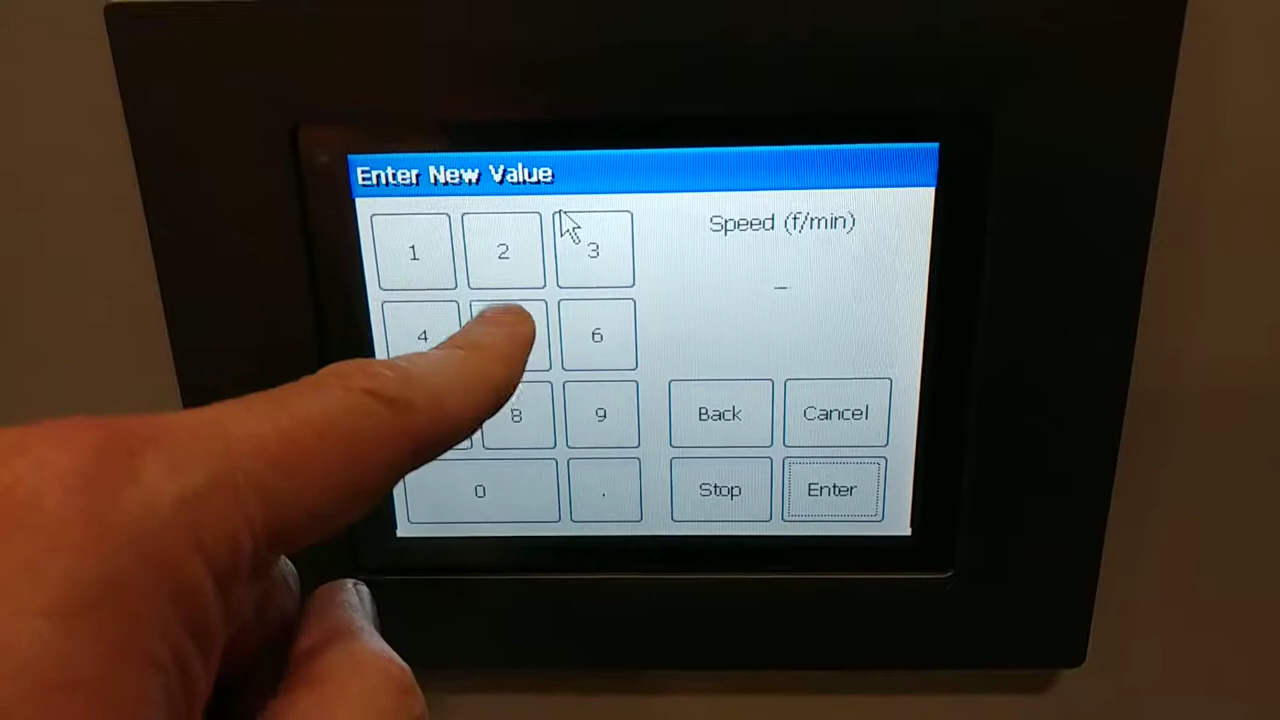 Enter New Value
Speed (f/min)
1 2 3
_
4 6
8 9 Back Cancel
0 . Stop Enter